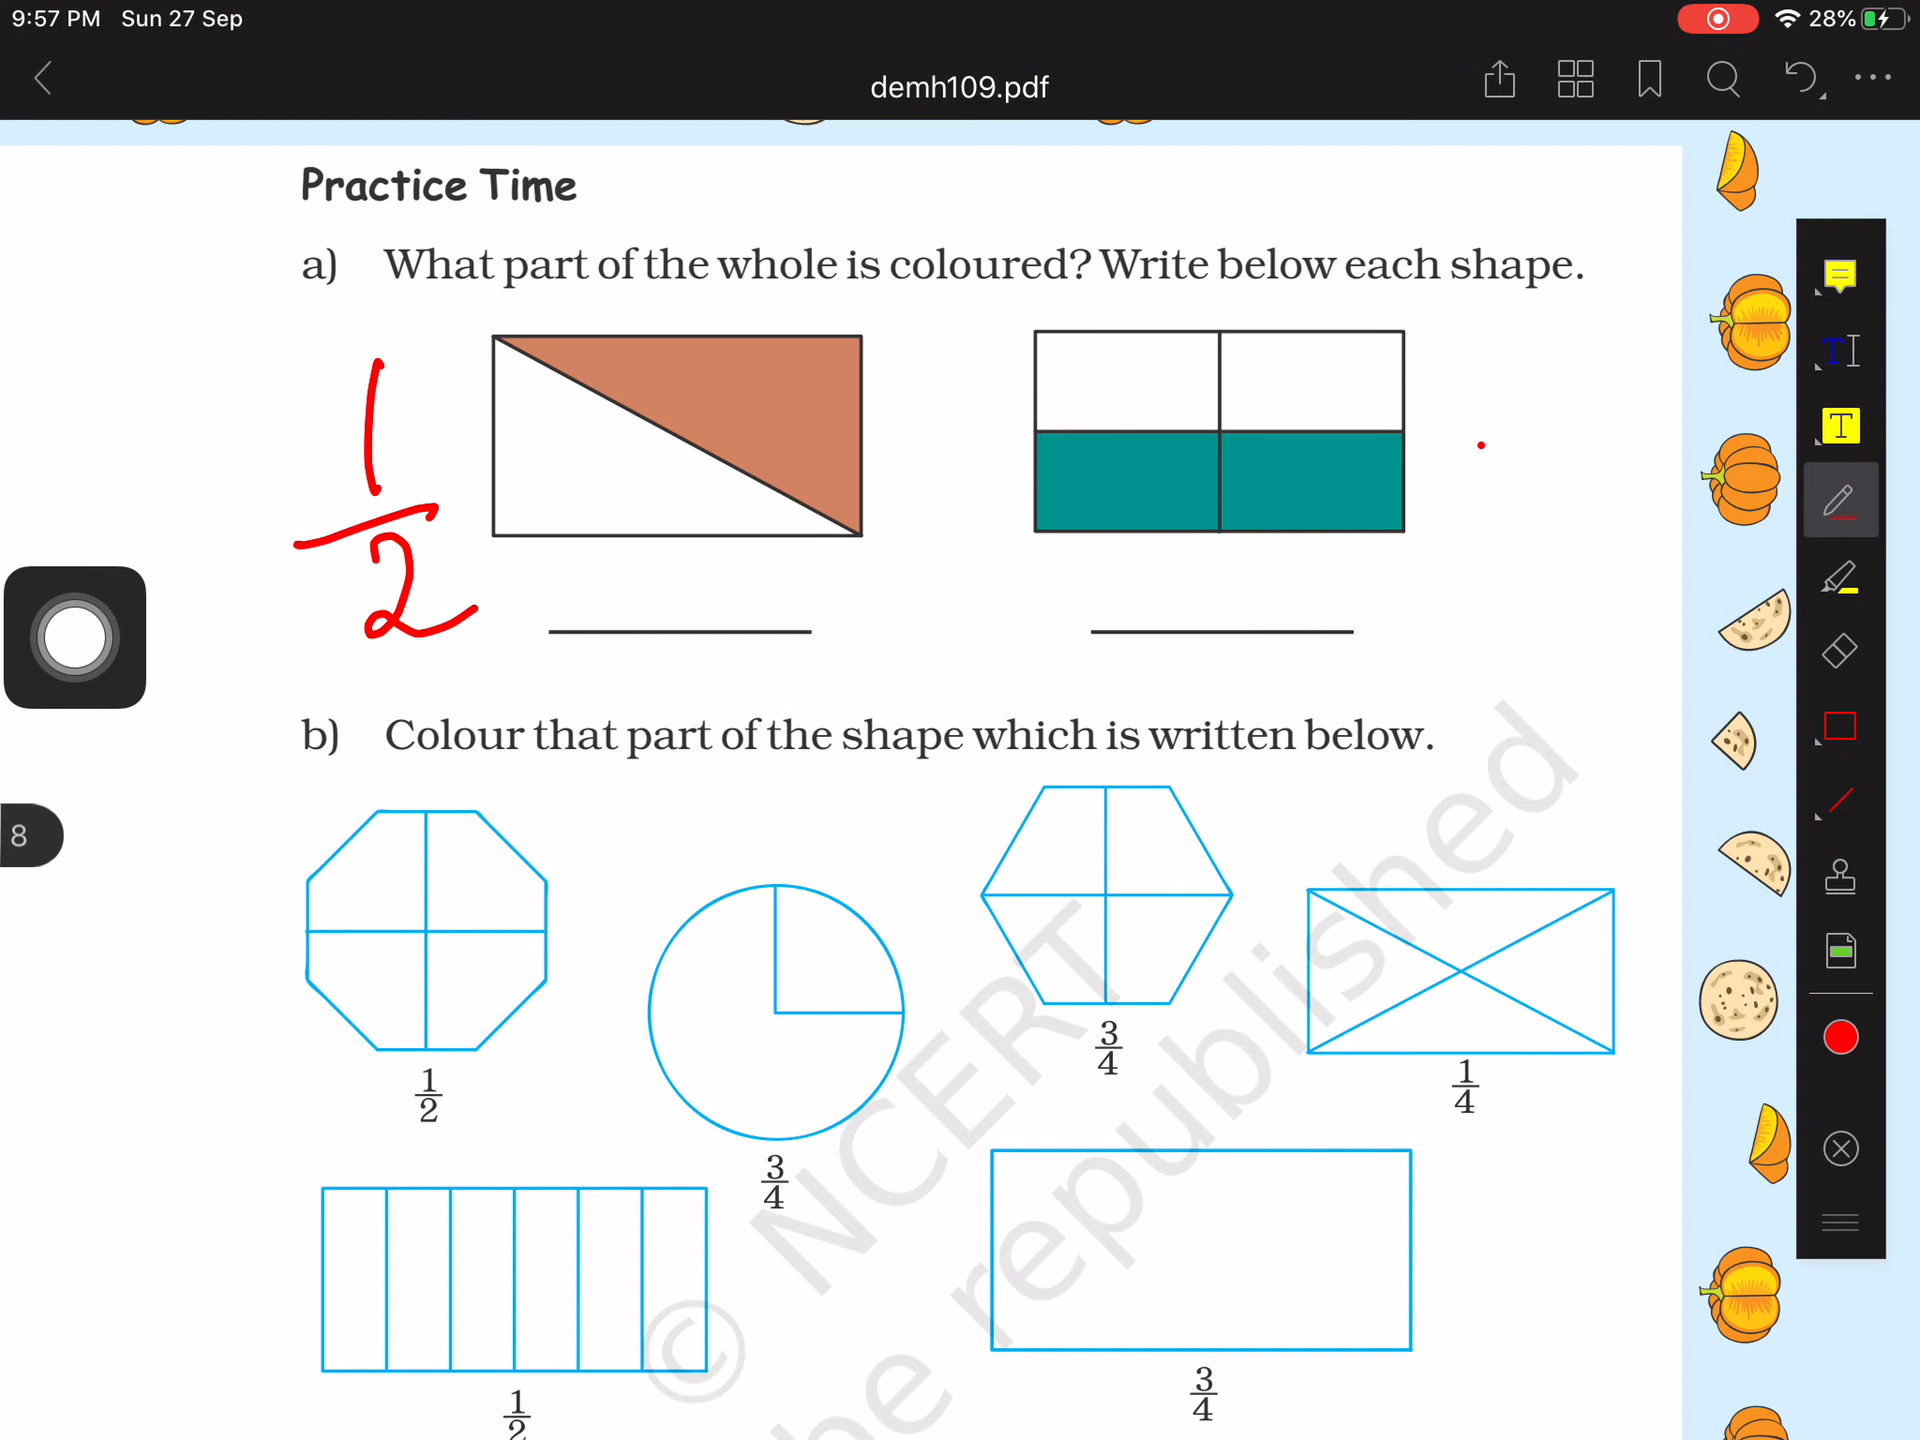 9:57 PM Sun 27 Sep
28%
demh109.pdf
Practice Time
a) What part of the whole is coloured? Write below each shape.
1
2
b) Colour that part of the shape which is written below.
8
1
2
3
4
3
4
1
4
1
2
3
4
© NCERT
be republished
T
T